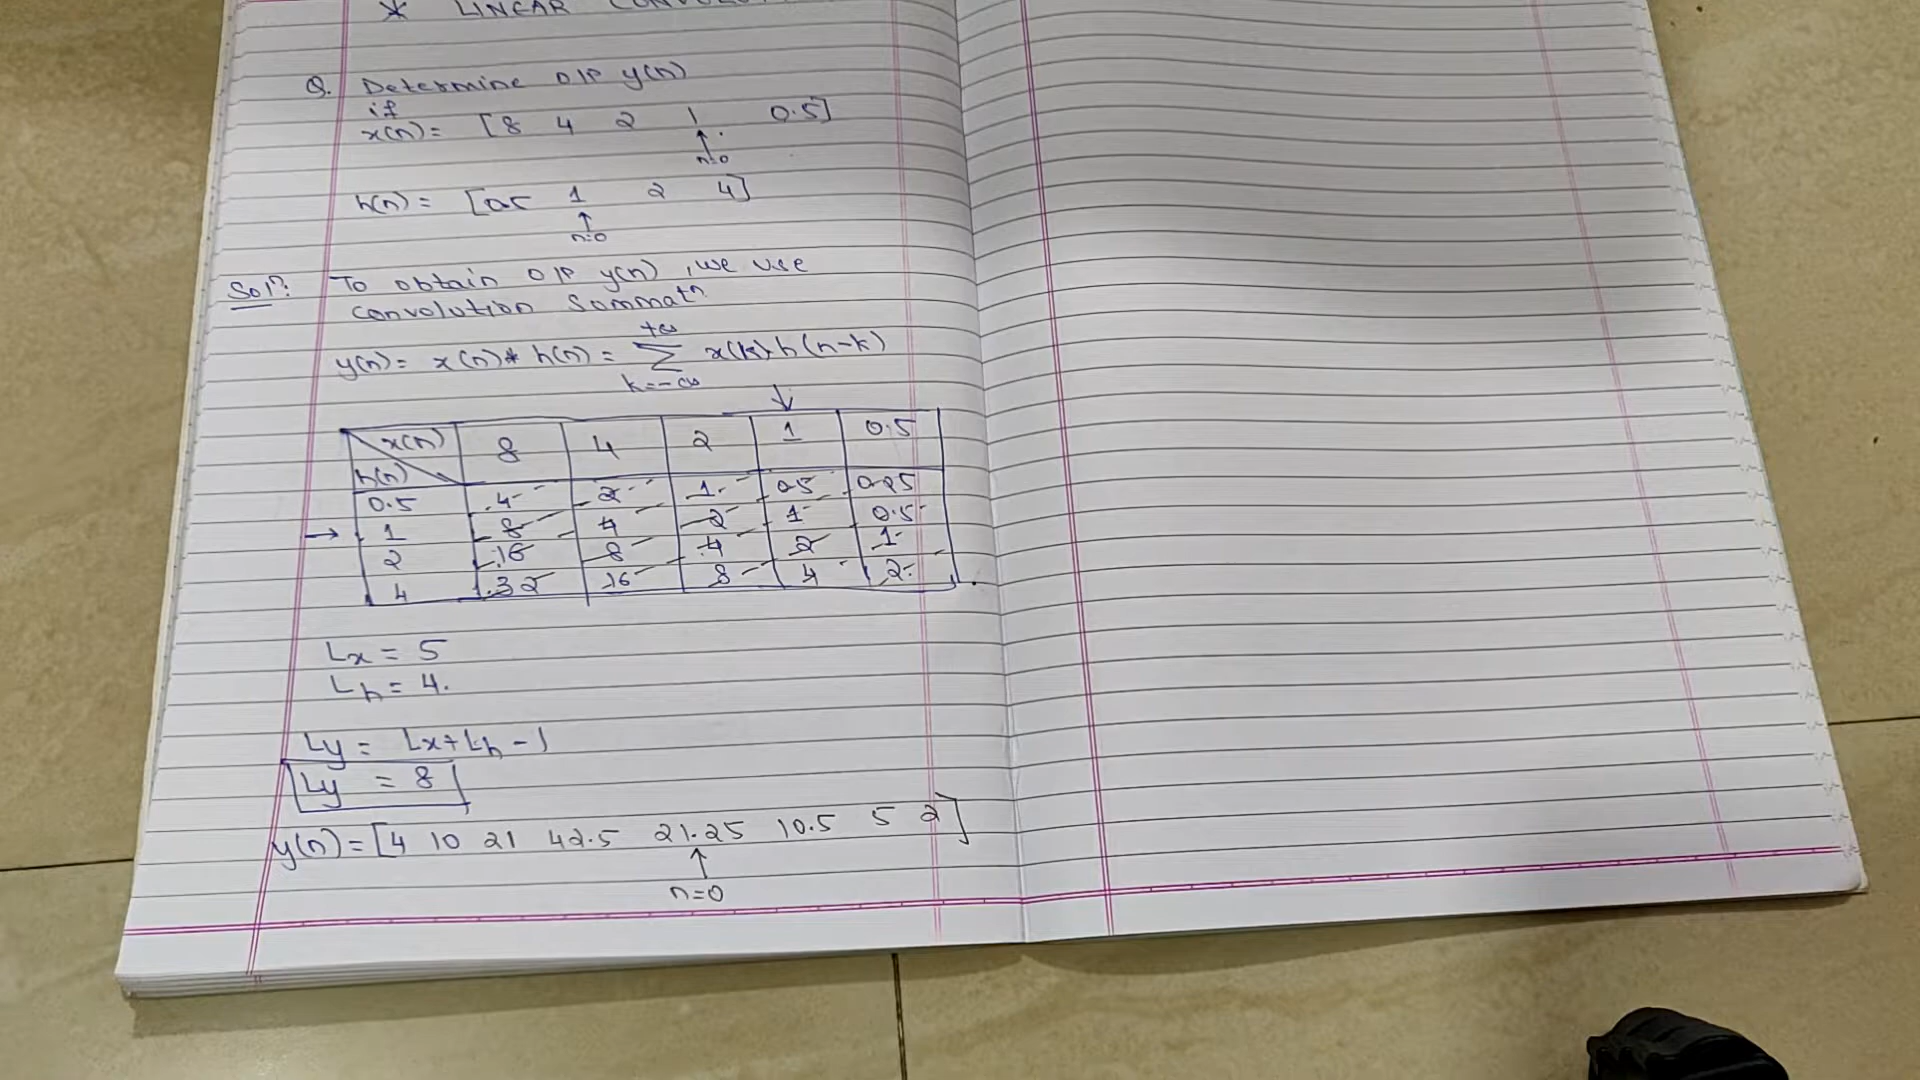 * LINEAR
Q. Determine O/P y(n)
if
x(n) = [8 4 2 1 0.5]
↑
n=0
h(n) = [0.5 1 2 4]
↑
n=0
Solⁿ: To obtain O/P y(n), we use
convolution Summatⁿ
+∞
y(n) = x(n) * h(n) = Σ x(k) h(n-k)
k=-∞
↓
x(n) 8 4 2 1 0.5
h(n)
0.5 4 2 1 0.5 0.25
→ 1 8 4 2 1 0.5
2 16 8 4 2 1
4 32 16 8 4 2
Lx = 5
Lh = 4.
Ly = Lx+Lh-1
Ly = 8
y(n) = [4 10 21 42.5 21.25 10.5 5 2]
↑
n=0